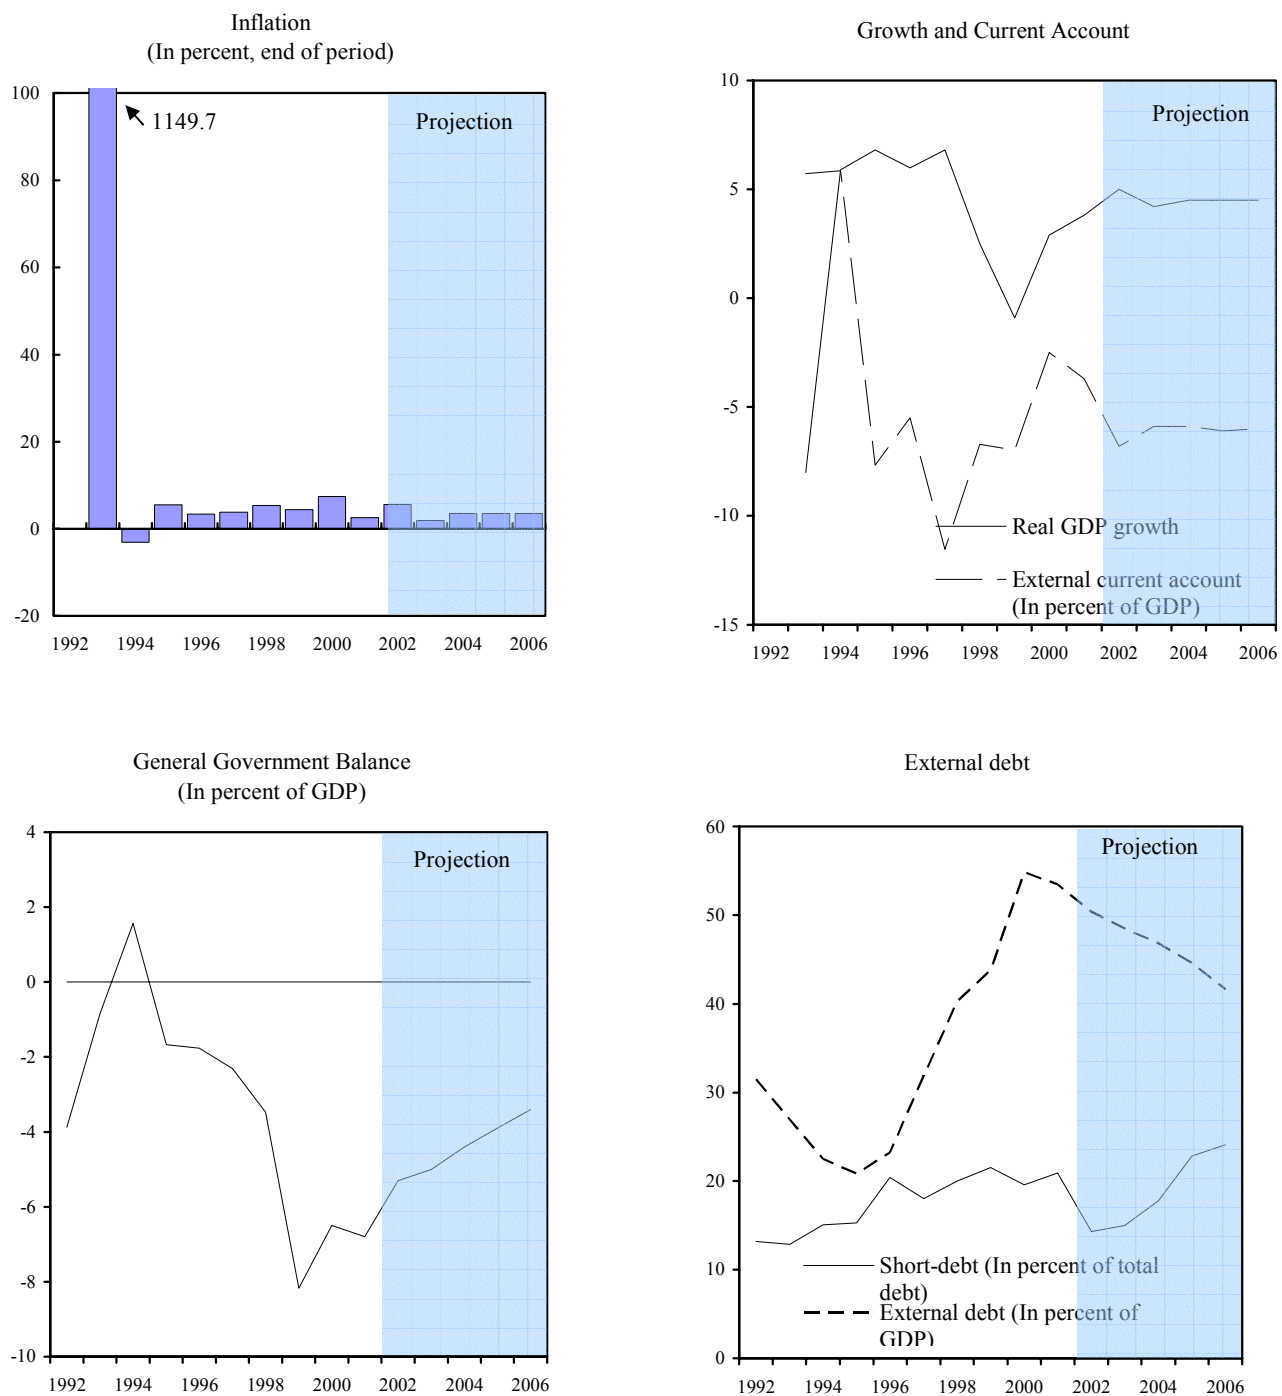 Inflation
(In percent, end of period)
100
80
60
40
20
0
-20
1149.7
Projection
1992 1994 1996 1998 2000 2002 2004 2006
Growth and Current Account
10
5
0
-5
-10
-15
Projection
Real GDP growth
External current account
(In percent of GDP)
1992 1994 1996 1998 2000 2002 2004 2006
General Government Balance
(In percent of GDP)
4
2
0
-2
-4
-6
-8
-10
Projection
1992 1994 1996 1998 2000 2002 2004 2006
External debt
60
50
40
30
20
10
0
Projection
Short-debt (In percent of total
debt)
External debt (In percent of
GDP)
1992 1994 1996 1998 2000 2002 2004 2006